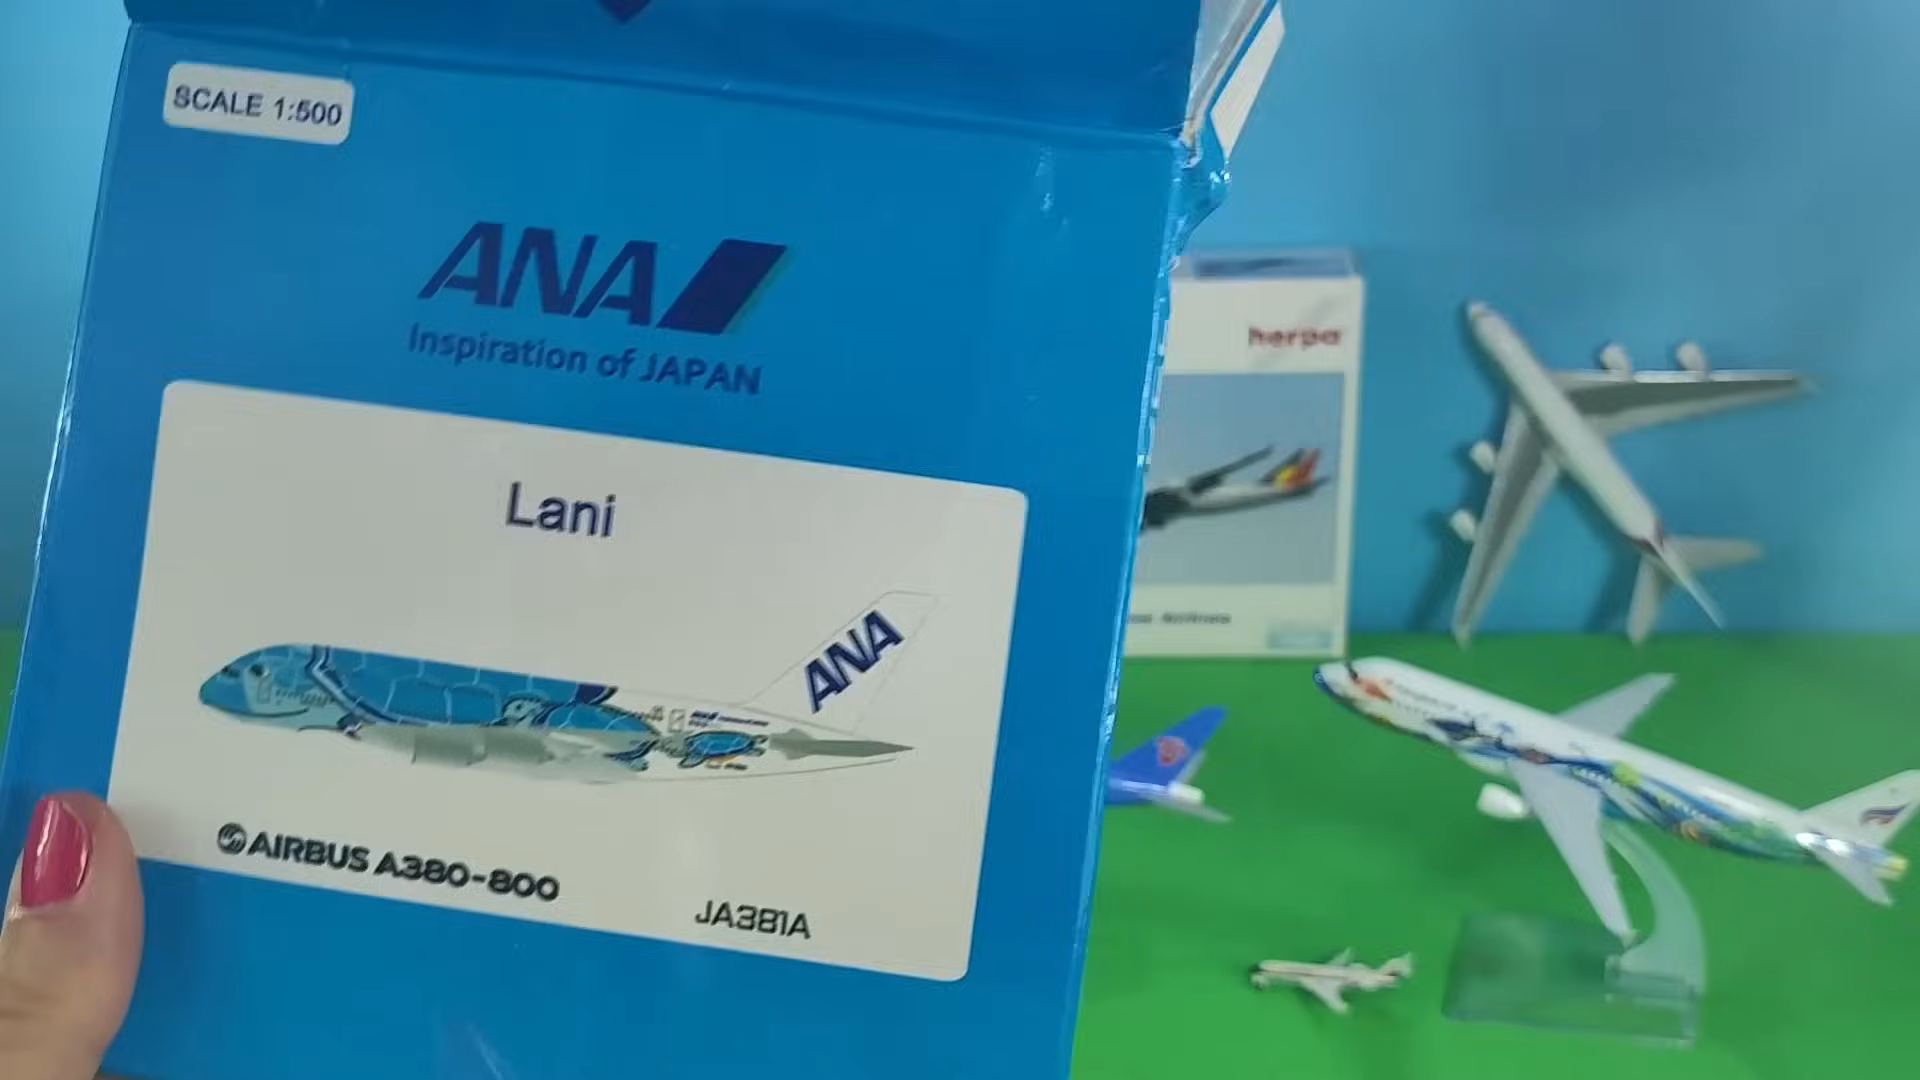 SCALE 1:500
ANA
Inspiration of JAPAN
Lani
ANA
AIRBUS A380-800
JA381A
herpa